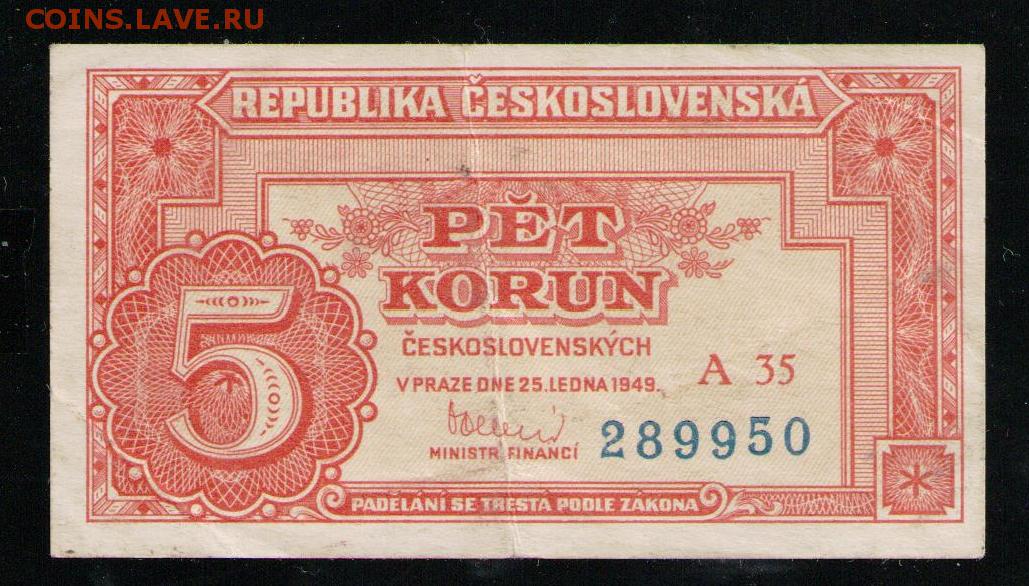 COINS.LAVE.RU
REPUBLIKA ČESKOSLOVENSKÁ
PĚT
KORUN
ČESKOSLOVENSKÝCH
V PRAZE DNE 25. LEDNA 1949.
A 35
MINISTR FINANCÍ
289950
5
PADĚLÁNÍ SE TRESTÁ PODLE ZÁKONA